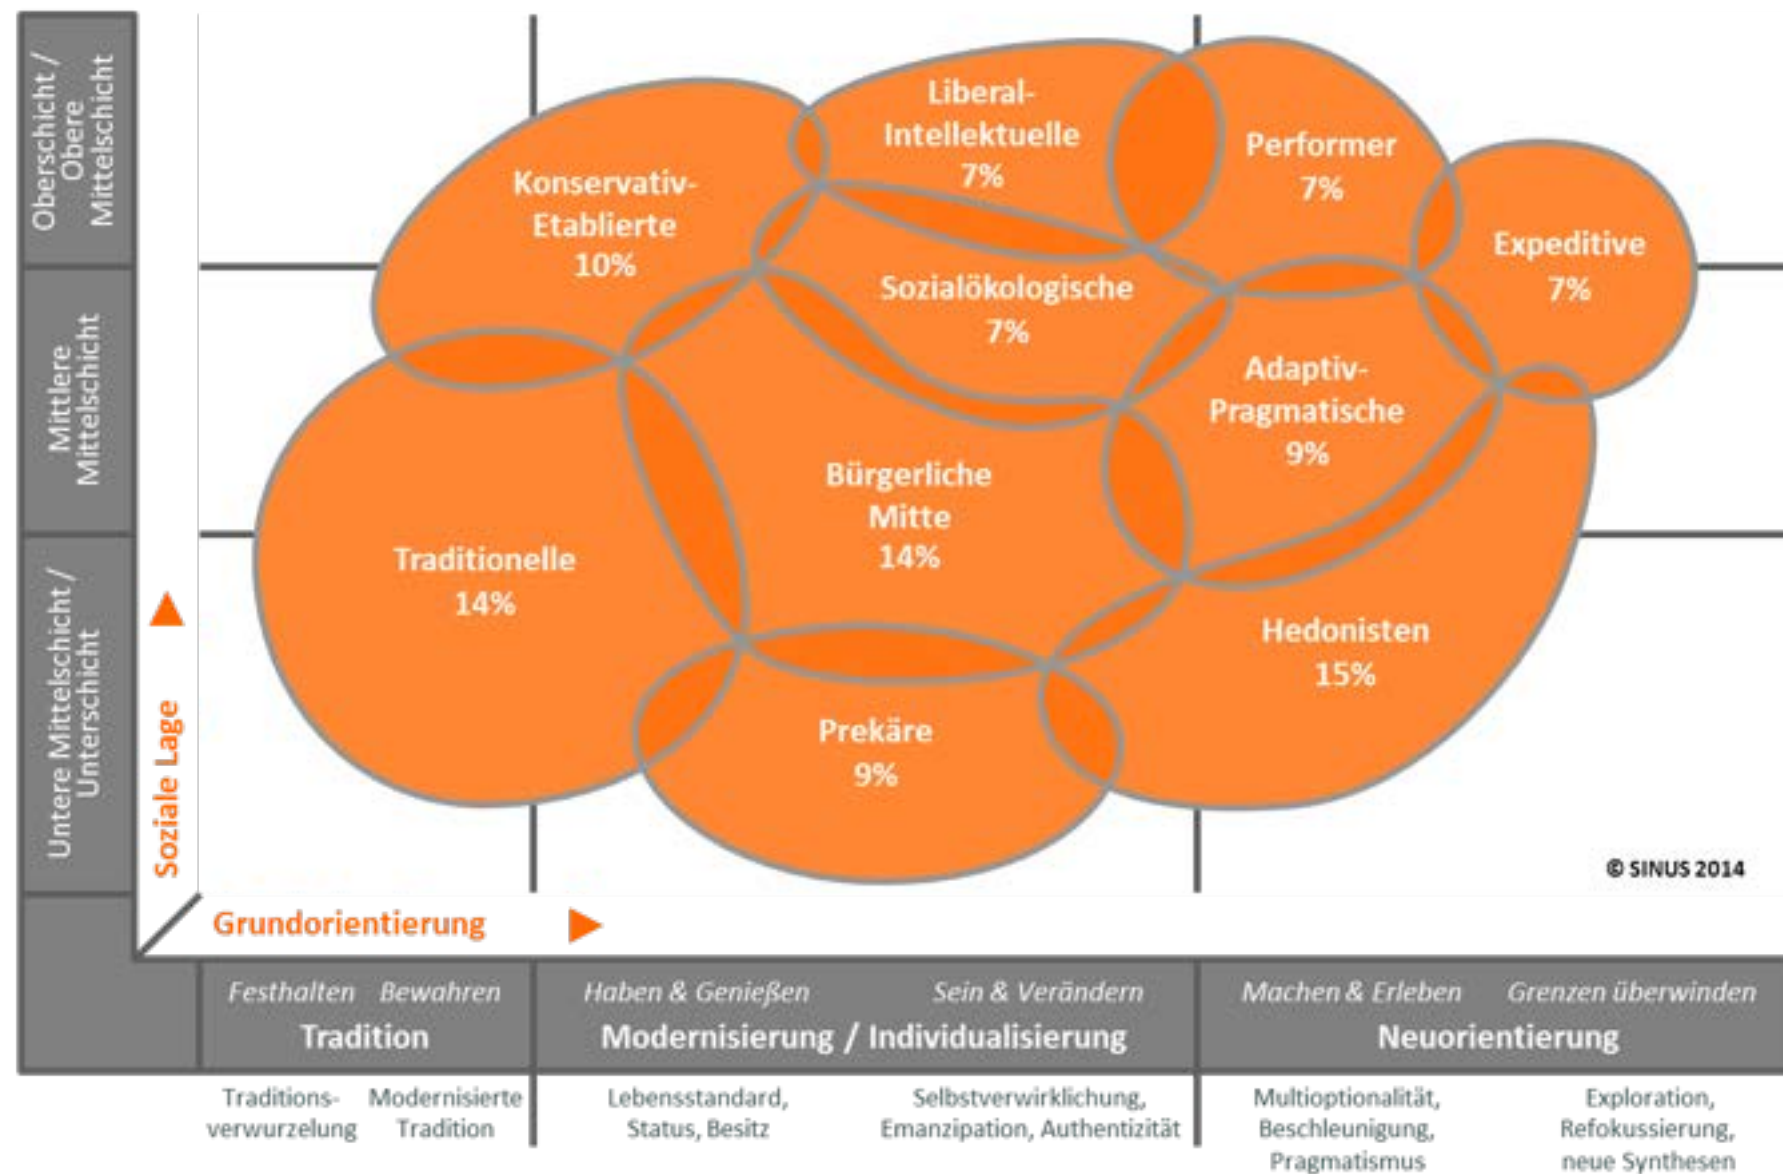 Oberschicht /
Obere
Mittelschicht
Mittlere
Mittelschicht
Untere Mittelschicht /
Unterschicht
Soziale Lage
Liberal-
Intellektuelle
7%
Performer
7%
Konservativ-
Etablierte
10%
Expeditive
7%
Sozialökologische
7%
Adaptiv-
Pragmatische
9%
Bürgerliche
Mitte
14%
Traditionelle
14%
Hedonisten
15%
Prekäre
9%
© SINUS 2014
Grundorientierung
Festhalten Bewahren
Tradition
Haben & Genießen Sein & Verändern
Modernisierung / Individualisierung
Machen & Erleben Grenzen überwinden
Neuorientierung
Traditions-
verwurzelung
Modernisierte
Tradition
Lebensstandard,
Status, Besitz
Selbstverwirklichung,
Emanzipation, Authentizität
Multioptionalität,
Beschleunigung,
Pragmatismus
Exploration,
Refokussierung,
neue Synthesen